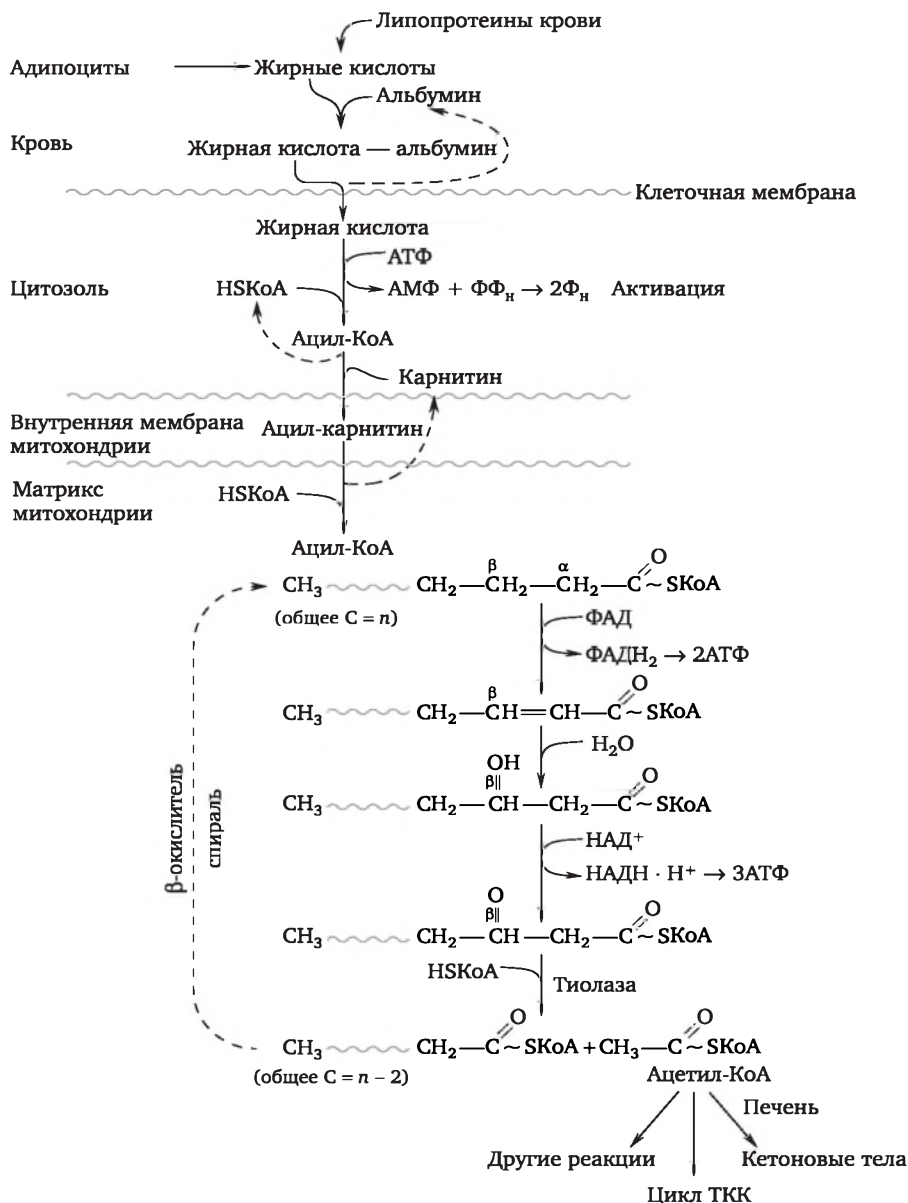 Липопротеины крови
Адипоциты → Жирные кислоты
Альбумин
Кровь Жирная кислота — альбумин
Клеточная мембрана
Жирная кислота
АТФ
Цитозоль HSKoA АМФ + ФФн → 2Фн Активация
Ацил-КоА
Карнитин
Внутренняя мембрана
митохондрии
Ацил-карнитин
Матрикс
митохондрии
HSKoA
Ацил-КоА
β α O
CH₃ CH₂—CH₂—CH₂—C~SKoA
(общее C = n)
ФАД
ФАДН₂ → 2АТФ
β O
CH₃ CH₂—CH=CH—C~SKoA
H₂O
OH O
β||
CH₃ CH₂—CH—CH₂—C~SKoA
НАД⁺
НАДН · Н⁺ → 3АТФ
O O
β||
CH₃ CH₂—CH—CH₂—C~SKoA
HSKoA Тиолаза
O O
CH₃ CH₂—C~SKoA + CH₃—C~SKoA
(общее C = n – 2) Ацетил-КоА
β-окислитель
спираль
Печень
Другие реакции Кетоновые тела
Цикл ТКК